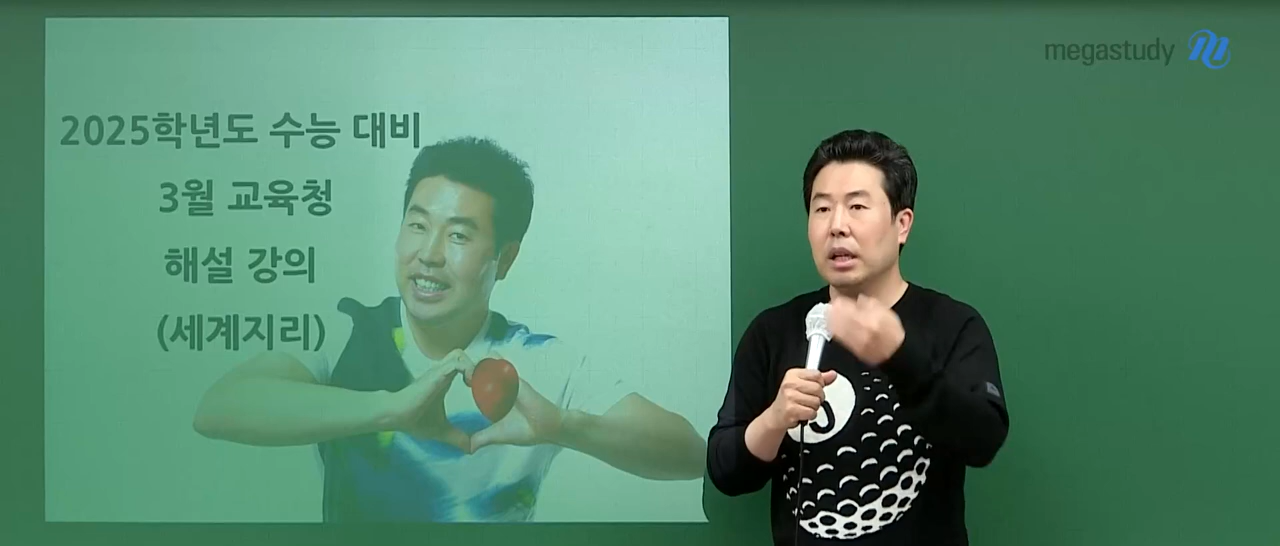 megastudy
2025학년도 수능 대비
3월 교육청
해설 강의
(세계지리)